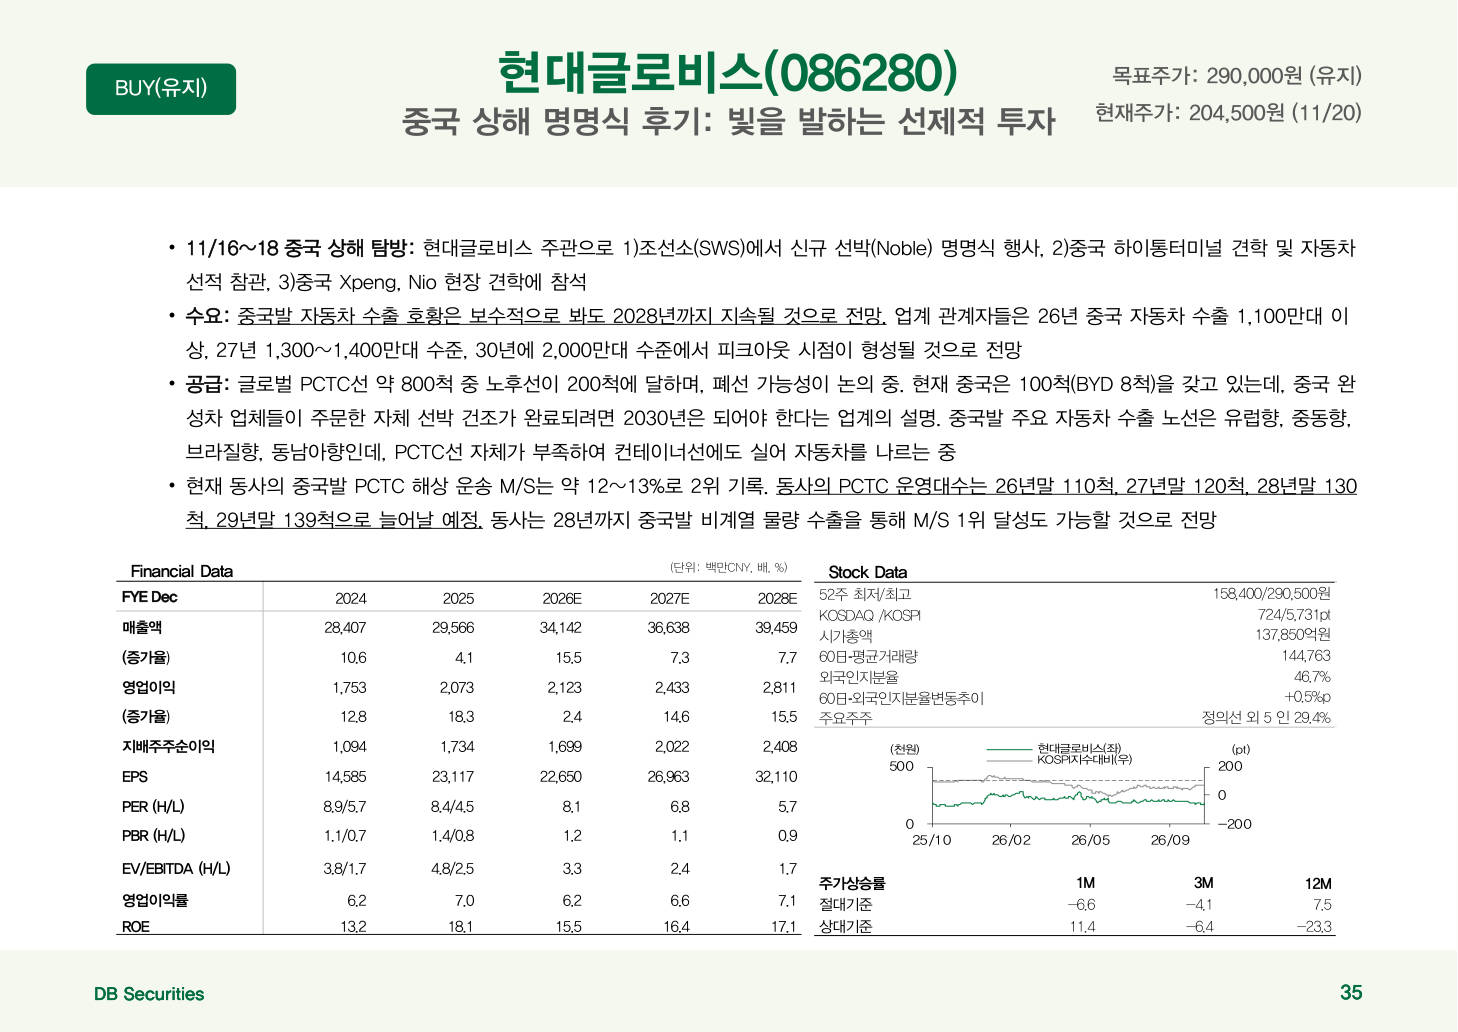 BUY(유지)
현대글로비스(086280)
중국 상해 명명식 후기: 빛을 발하는 선제적 투자
목표주가: 290,000원 (유지)
현재주가: 204,500원 (11/20)
• 11/16~18 중국 상해 탐방: 현대글로비스 주관으로 1)조선소(SWS)에서 신규 선박(Noble) 명명식 행사, 2)중국 하이통터미널 견학 및 자동차
선적 참관, 3)중국 Xpeng, Nio 현장 견학에 참석
• 수요: 중국발 자동차 수출 호황은 보수적으로 봐도 2028년까지 지속될 것으로 전망. 업계 관계자들은 26년 중국 자동차 수출 1,100만대 이
상, 27년 1,300~1,400만대 수준, 30년에 2,000만대 수준에서 피크아웃 시점이 형성될 것으로 전망
• 공급: 글로벌 PCTC선 약 800척 중 노후선이 200척에 달하며, 폐선 가능성이 논의 중. 현재 중국은 100척(BYD 8척)을 갖고 있는데, 중국 완
성차 업체들이 주문한 자체 선박 건조가 완료되려면 2030년은 되어야 한다는 업계의 설명. 중국발 주요 자동차 수출 노선은 유럽향, 중동향,
브라질향, 동남아향인데, PCTC선 자체가 부족하여 컨테이너선에도 실어 자동차를 나르는 중
• 현재 동사의 중국발 PCTC 해상 운송 M/S는 약 12~13%로 2위 기록. 동사의 PCTC 운영대수는 26년말 110척, 27년말 120척, 28년말 130
척, 29년말 139척으로 늘어날 예정. 동사는 28년까지 중국발 비계열 물량 수출을 통해 M/S 1위 달성도 가능할 것으로 전망
Financial Data (단위: 백만CNY, 배, %)
FYE Dec 2024 2025 2026E 2027E 2028E
매출액 28,407 29,566 34,142 36,638 39,459
(증가율) 10.6 4.1 15.5 7.3 7.7
영업이익 1,753 2,073 2,123 2,433 2,811
(증가율) 12.8 18.3 2.4 14.6 15.5
지배주주순이익 1,094 1,734 1,699 2,022 2,408
EPS 14,585 23,117 22,650 26,963 32,110
PER (H/L) 8.9/5.7 8.4/4.5 8.1 6.8 5.7
PBR (H/L) 1.1/0.7 1.4/0.8 1.2 1.1 0.9
EV/EBITDA (H/L) 3.8/1.7 4.8/2.5 3.3 2.4 1.7
영업이익률 6.2 7.0 6.2 6.6 7.1
ROE 13.2 18.1 15.5 16.4 17.1
Stock Data
52주 최저/최고 158,400/290,500원
KOSDAQ /KOSPI 724/5,731pt
시가총액 137,850억원
60日-평균거래량 144,763
외국인지분율 46.7%
60日-외국인지분율변동추이 +0.5%p
주요주주 정의선 외 5 인 29.4%
(천원) 현대글로비스(좌) (pt)
KOSPI지수대비(우)
500 200
0
0 -200
25/10 26/02 26/05 26/09
주가상승률 1M 3M 12M
절대기준 -6.6 -4.1 7.5
상대기준 11.4 -6.4 -23.3
DB Securities
35